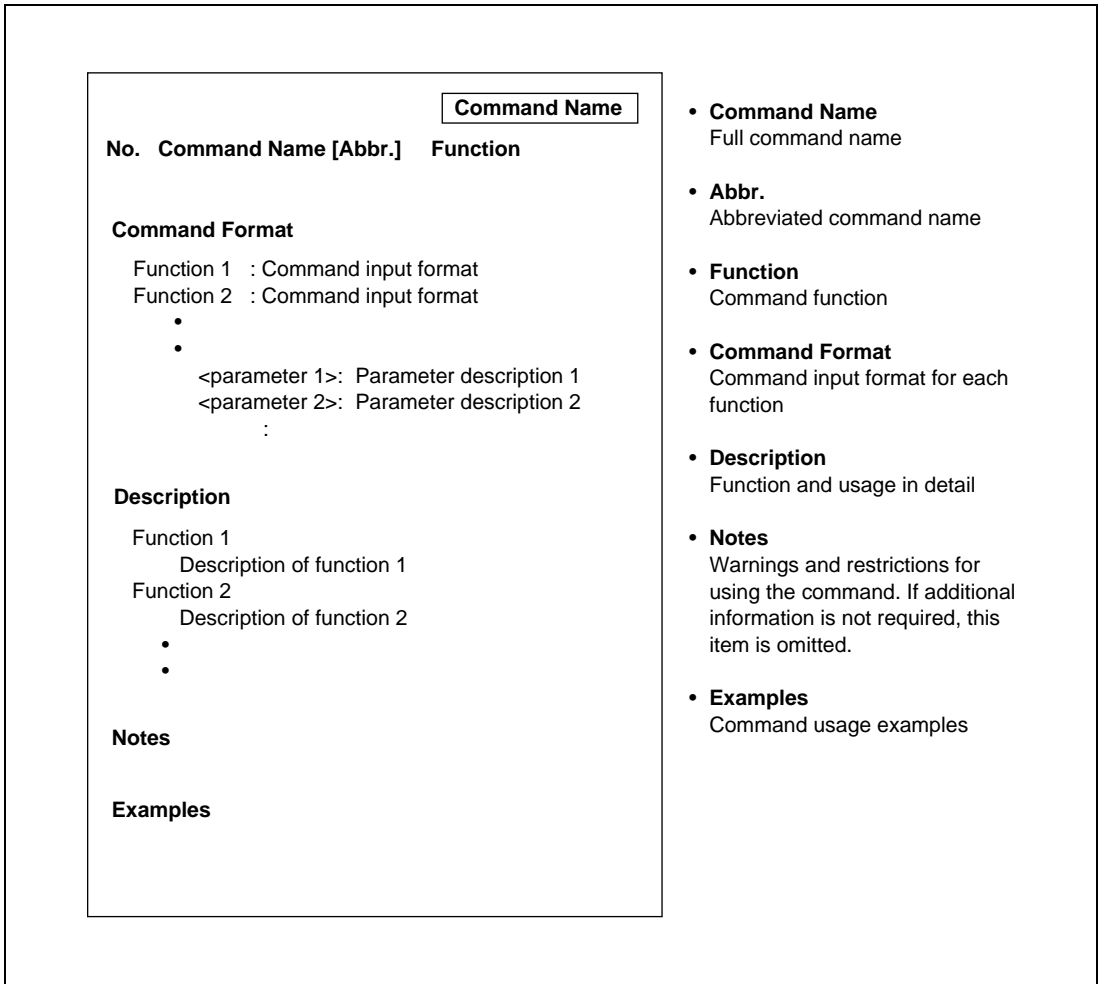 Command Name
No. Command Name [Abbr.] Function
Command Format
Function 1 : Command input format
Function 2 : Command input format
•
•
<parameter 1>: Parameter description 1
<parameter 2>: Parameter description 2
:
Description
Function 1
Description of function 1
Function 2
Description of function 2
•
•
Notes
Examples
• Command Name
Full command name
• Abbr.
Abbreviated command name
• Function
Command function
• Command Format
Command input format for each
function
• Description
Function and usage in detail
• Notes
Warnings and restrictions for
using the command. If additional
information is not required, this
item is omitted.
• Examples
Command usage examples